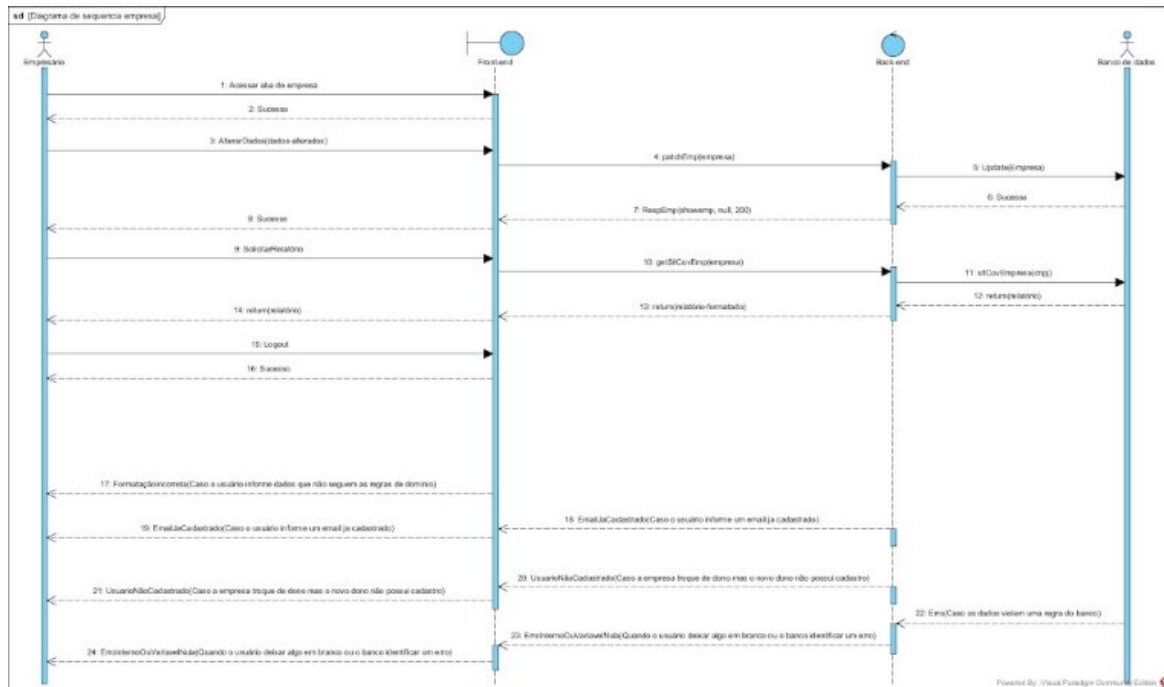 sd [Diagrama de sequencia empresa]
Empresário
Front-end
Back-end
Banco de dados
1: Acessar aba de empresa
2: Sucesso
3: AlterarDados(dados-alterados)
4: patchEmp(empresa)
5: Update(Empresa)
6: Sucesso
7: RespEmp(showemp, null, 200)
8: Sucesso
9: SolicitarRelatório
10: getSitCovEmp(empresa)
11: sitCovEmpresa(cnpj)
12: return(relatório)
13: return(relatório-formatado)
14: return(relatório)
15: Logout
16: Sucesso
17: FormataçãoIncorreta(Caso o usuário informe dados que não seguem as regras de domínio)
18: EmailJaCadastrado(Caso o usuário informe um email ja cadastrado)
19: EmailJaCadastrado(Caso o usuário informe um email ja cadastrado)
20: UsuarioNãoCadastrado(Caso a empresa troque de dono mas o novo dono não possui cadastro)
21: UsuarioNãoCadastrado(Caso a empresa troque de dono mas o novo dono não possui cadastro)
22: Erro(Caso os dados violem uma regra do banco)
23: ErroInternoOuVariavelNula(Quando o usuário deixar algo em branco ou o banco identificar um erro)
24: ErroInternoOuVariavelNula(Quando o usuário deixar algo em branco ou o banco identificar um erro)
Powered By: Visual Paradigm Community Edition